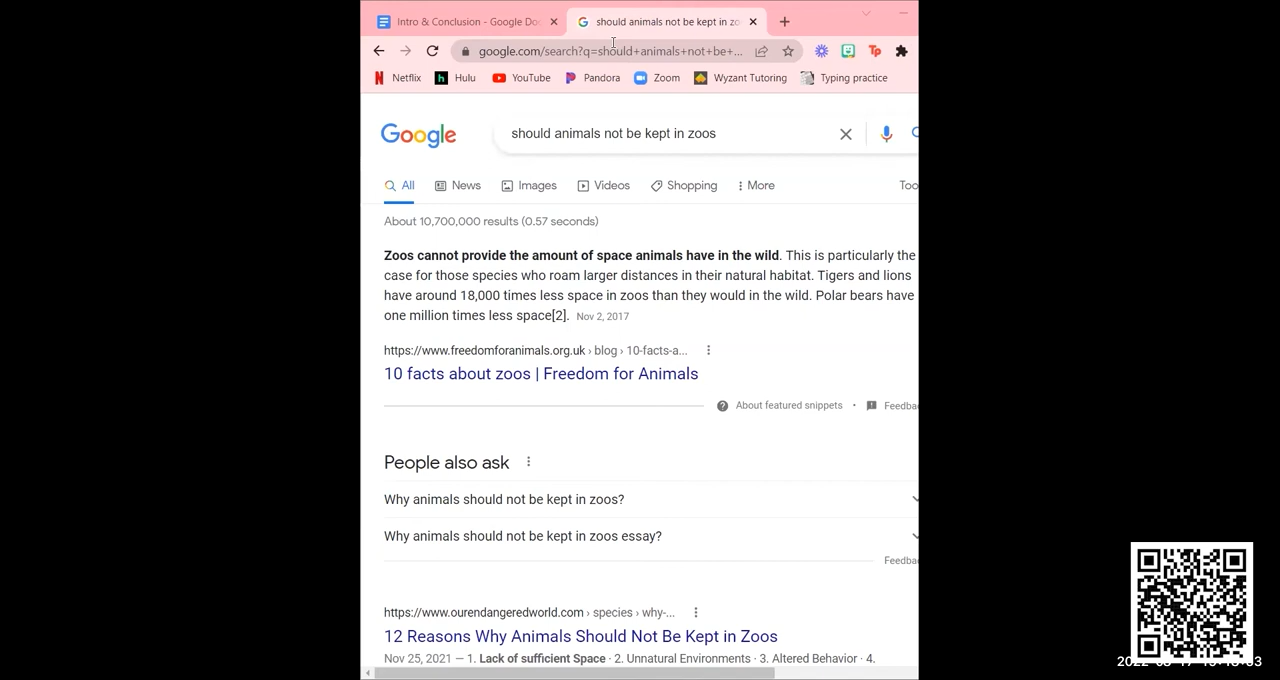 Intro & Conclusion - Google Do
should animals not be kept in zo
google.com/search?q=should+animals+not+be+...
Netflix Hulu YouTube Pandora Zoom Wyzant Tutoring Typing practice
Google should animals not be kept in zoos
All News Images Videos Shopping More Too
About 10,700,000 results (0.57 seconds)
Zoos cannot provide the amount of space animals have in the wild. This is particularly the
case for those species who roam larger distances in their natural habitat. Tigers and lions
have around 18,000 times less space in zoos than they would in the wild. Polar bears have
one million times less space[2]. Nov 2, 2017
https://www.freedomforanimals.org.uk › blog › 10-facts-a...
10 facts about zoos | Freedom for Animals
About featured snippets • Feedba
People also ask
Why animals should not be kept in zoos?
Why animals should not be kept in zoos essay?
Feedba
https://www.ourendangeredworld.com › species › why-...
12 Reasons Why Animals Should Not Be Kept in Zoos
Nov 25, 2021 — 1. Lack of sufficient Space · 2. Unnatural Environments · 3. Altered Behavior · 4.